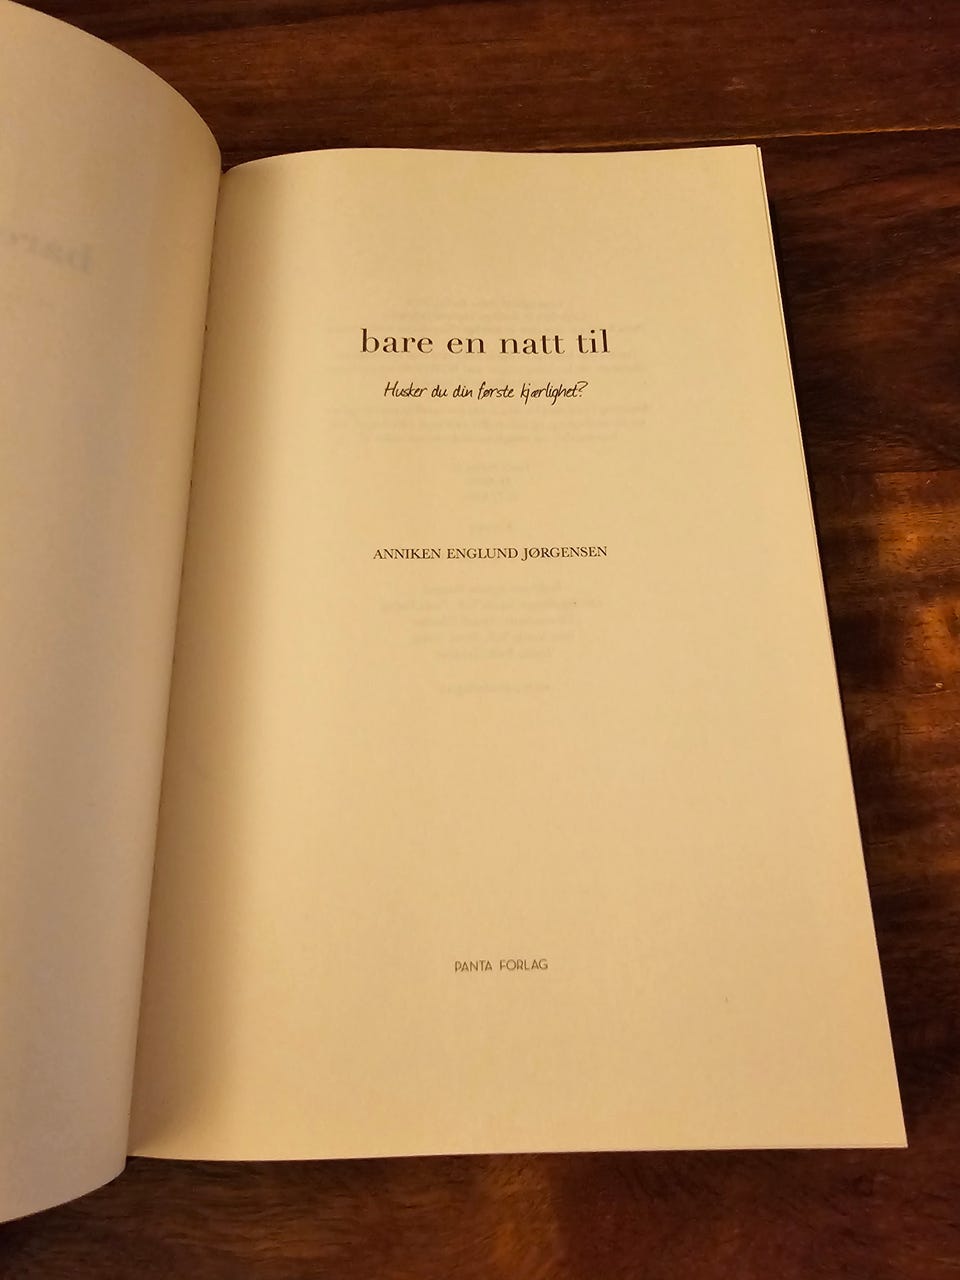 bare en natt til
Husker du din første kjærlighet?
ANNIKEN ENGLUND JØRGENSEN
PANTA FORLAG